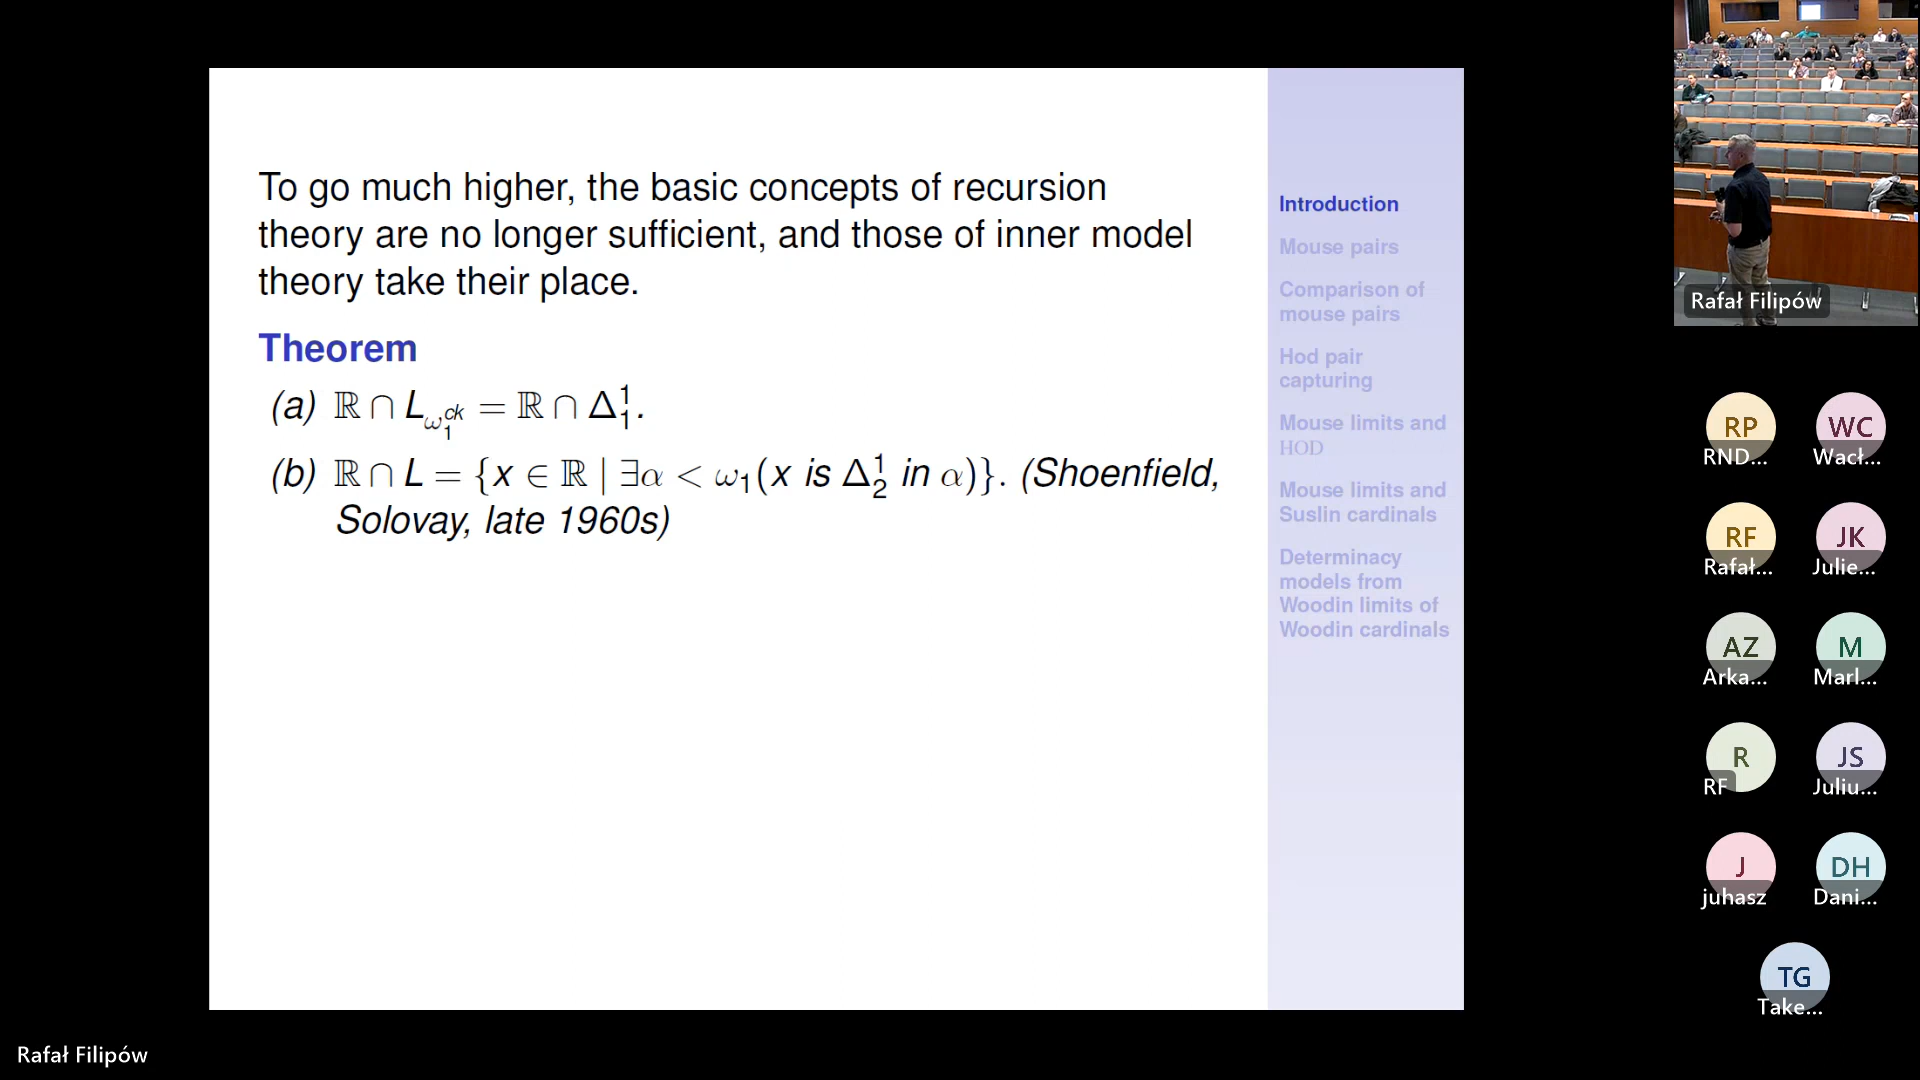 To go much higher, the basic concepts of recursion
theory are no longer sufficient, and those of inner model
theory take their place.
Theorem
(a) ℝ ∩ L_{ω₁^{ck}} = ℝ ∩ Δ¹₁.
(b) ℝ ∩ L = {x ∈ ℝ | ∃α < ω₁(x is Δ¹₂ in α)}. (Shoenfield,
Solovay, late 1960s)
Introduction
Mouse pairs
Comparison of
mouse pairs
Hod pair
capturing
Mouse limits and
HOD
Mouse limits and
Suslin cardinals
Determinacy
models from
Woodin limits of
Woodin cardinals
Rafał Filipów
RP
RND...
WC
Wacł...
RF
Rafał...
JK
Julie...
AZ
Arka...
M
Marl...
R
RF
JS
Juliu...
J
juhasz
DH
Dani...
TG
Take...
Rafał Filipów